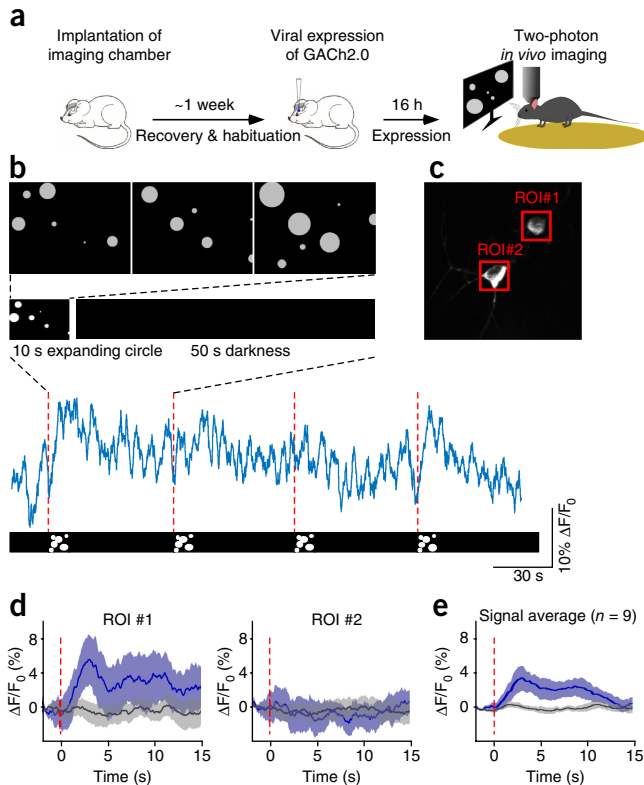 a
Implantation of
imaging chamber
Viral expression
of GACh2.0
Two-photon
in vivo imaging
~1 week
Recovery & habituation
16 h
Expression
b
c
ROI#1
ROI#2
10 s expanding circle
50 s darkness
10% ΔF/F0
30 s
d
ROI #1
ΔF/F0 (%)
8
4
0
0
5
10
15
Time (s)
ROI #2
8
4
0
0
5
10
15
Time (s)
e
Signal average (n = 9)
ΔF/F0 (%)
8
4
0
0
5
10
15
Time (s)